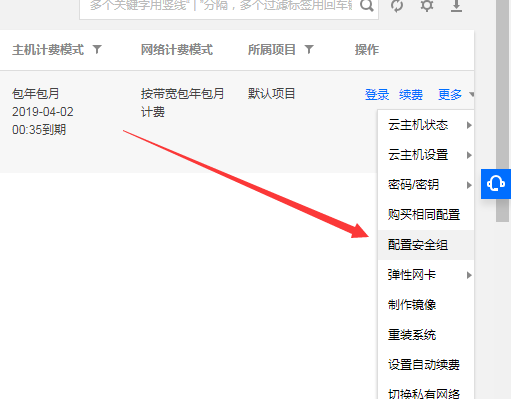 多个关键字用竖线"|"分隔，多个过滤标签用回车键
主机计费模式 网络计费模式 所属项目 操作
包年包月 按带宽包年包月 默认项目 登录 续费 更多
2019-04-02 计费
00:35到期
云主机状态
云主机设置
密码/密钥
购买相同配置
配置安全组
弹性网卡
制作镜像
重装系统
设置自动续费
切换私有网络